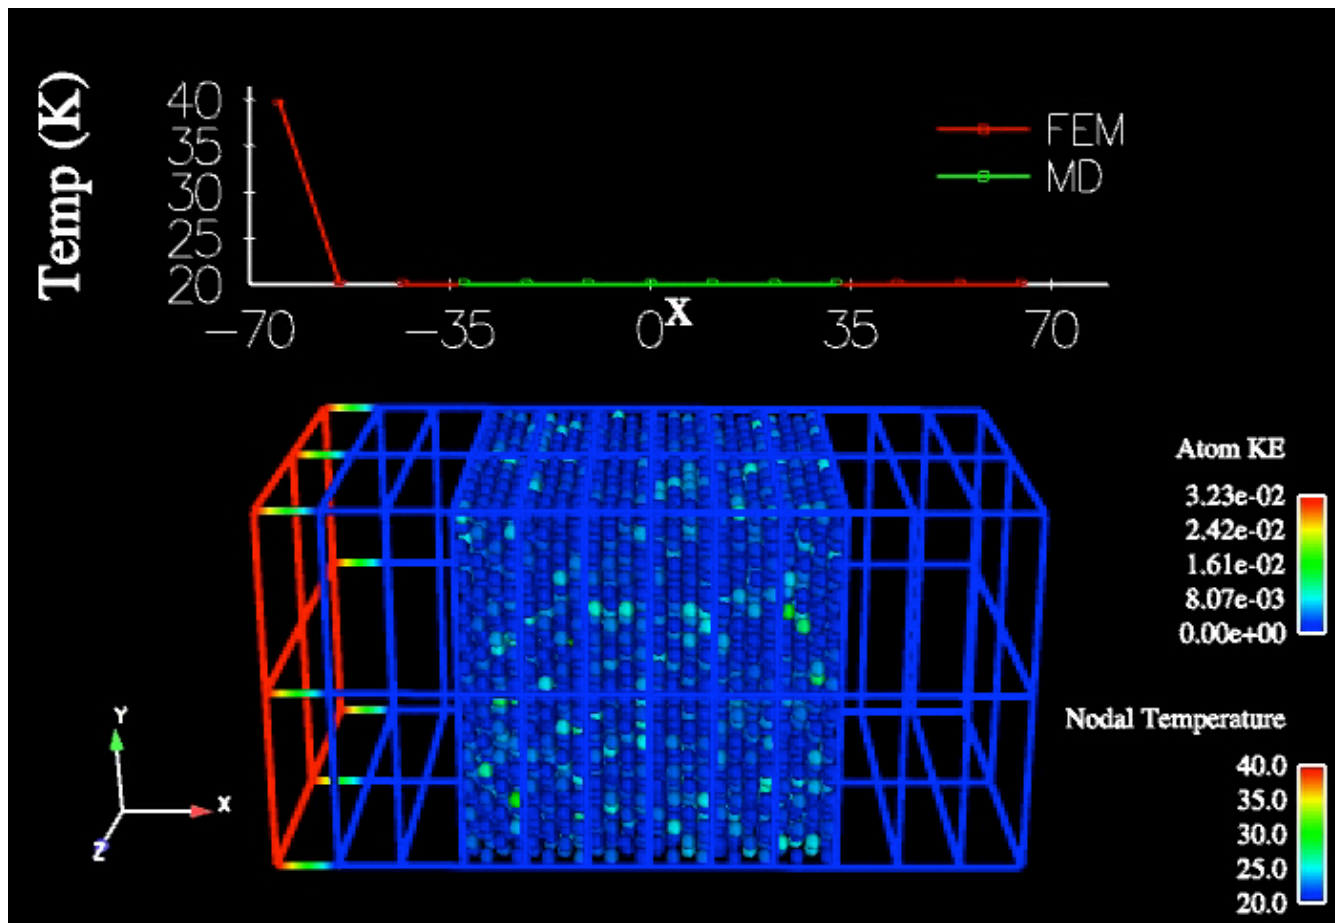 Temp (K)
40
35
30
25
20
FEM
MD
−70
−35
0
X
35
70
Atom KE
3.23e-02
2.42e-02
1.61e-02
8.07e-03
0.00e+00
Nodal Temperature
40.0
35.0
30.0
25.0
20.0
Y
X
Z